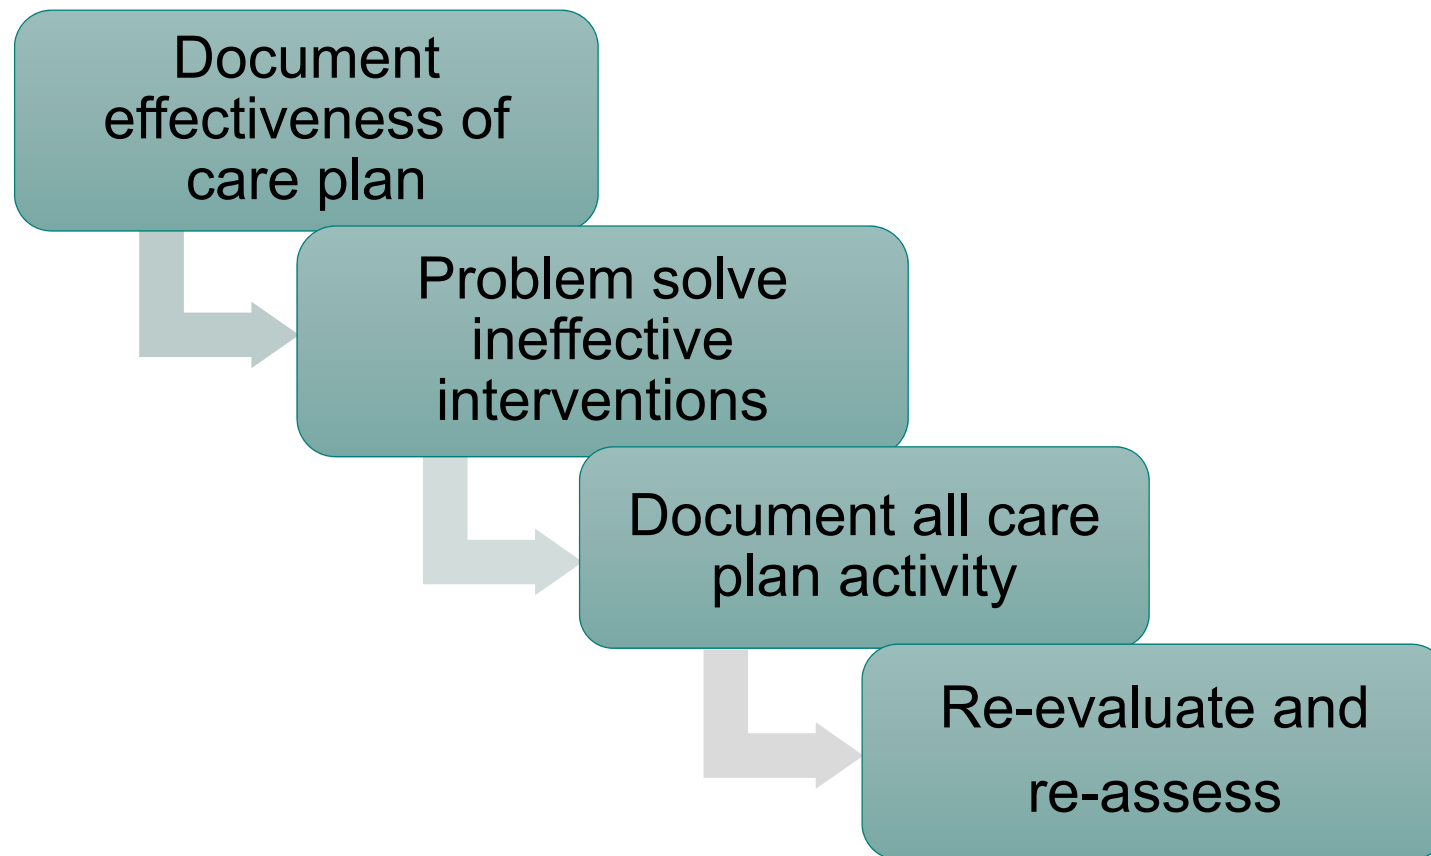 Document
effectiveness of
care plan
Problem solve
ineffective
interventions
Document all care
plan activity
Re-evaluate and
re-assess